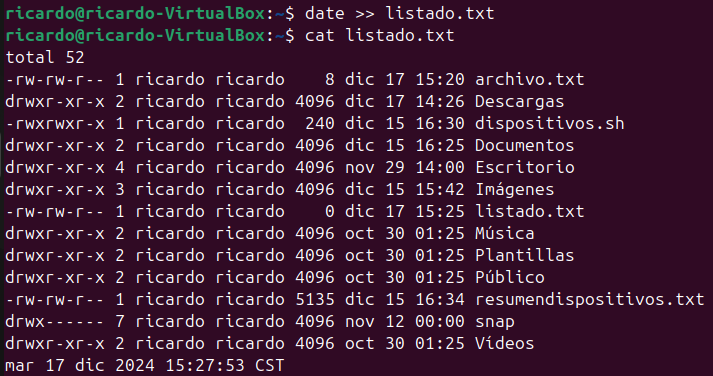 ricardo@ricardo-VirtualBox:~$ date >> listado.txt
ricardo@ricardo-VirtualBox:~$ cat listado.txt
total 52
-rw-rw-r-- 1 ricardo ricardo    8 dic 17 15:20 archivo.txt
drwxr-xr-x 2 ricardo ricardo 4096 dic 17 14:26 Descargas
-rwxrwxr-x 1 ricardo ricardo  240 dic 15 16:30 dispositivos.sh
drwxr-xr-x 2 ricardo ricardo 4096 dic 15 16:25 Documentos
drwxr-xr-x 4 ricardo ricardo 4096 nov 29 14:00 Escritorio
drwxr-xr-x 3 ricardo ricardo 4096 dic 15 15:42 Imágenes
-rw-rw-r-- 1 ricardo ricardo    0 dic 17 15:25 listado.txt
drwxr-xr-x 2 ricardo ricardo 4096 oct 30 01:25 Música
drwxr-xr-x 2 ricardo ricardo 4096 oct 30 01:25 Plantillas
drwxr-xr-x 2 ricardo ricardo 4096 oct 30 01:25 Público
-rw-rw-r-- 1 ricardo ricardo 5135 dic 15 16:34 resumendispositivos.txt
drwx------ 7 ricardo ricardo 4096 nov 12 00:00 snap
drwxr-xr-x 2 ricardo ricardo 4096 oct 30 01:25 Vídeos
mar 17 dic 2024 15:27:53 CST